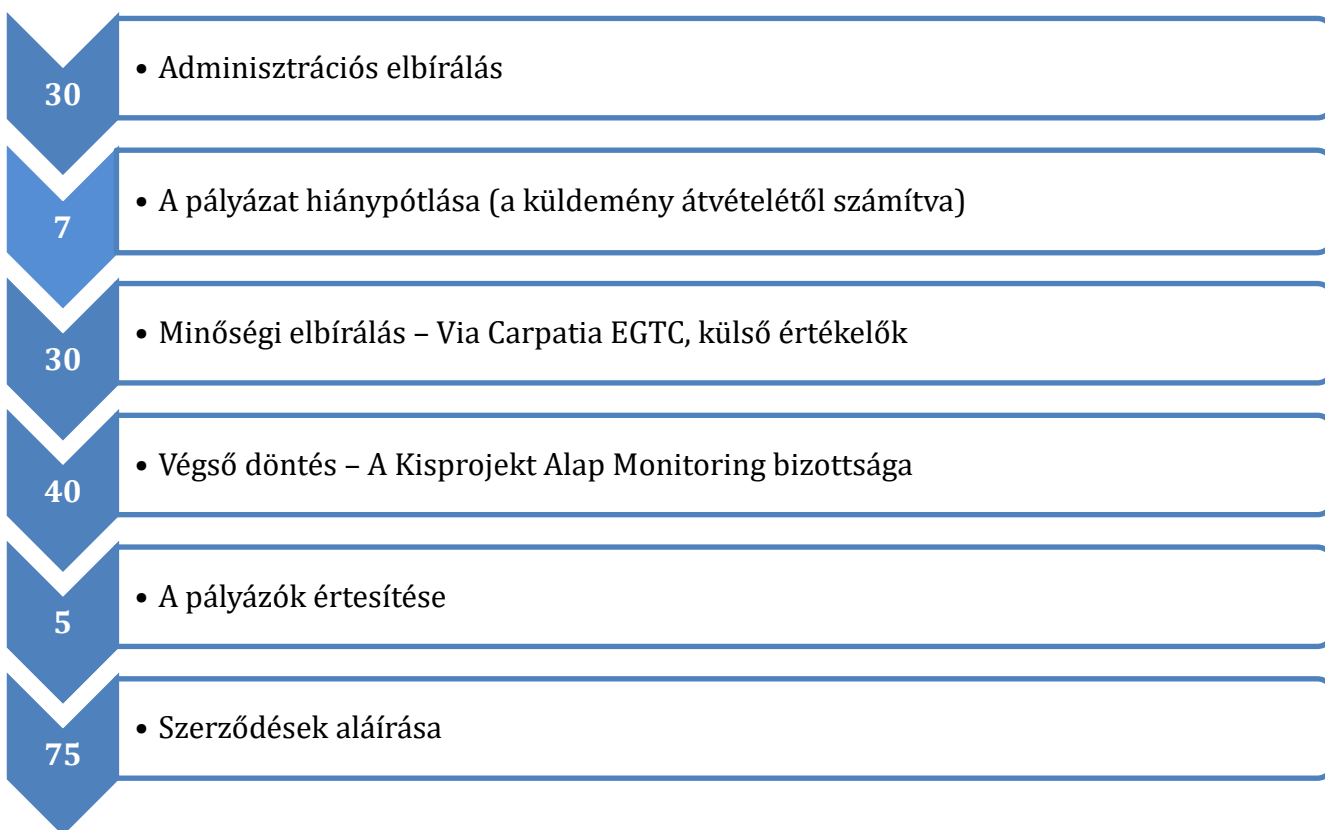 30
• Adminisztrációs elbírálás
7
• A pályázat hiánypótlása (a küldemény átvételétől számítva)
30
• Minőségi elbírálás – Via Carpatia EGTC, külső értékelők
40
• Végső döntés – A Kisprojekt Alap Monitoring bizottsága
5
• A pályázók értesítése
75
• Szerződések aláírása